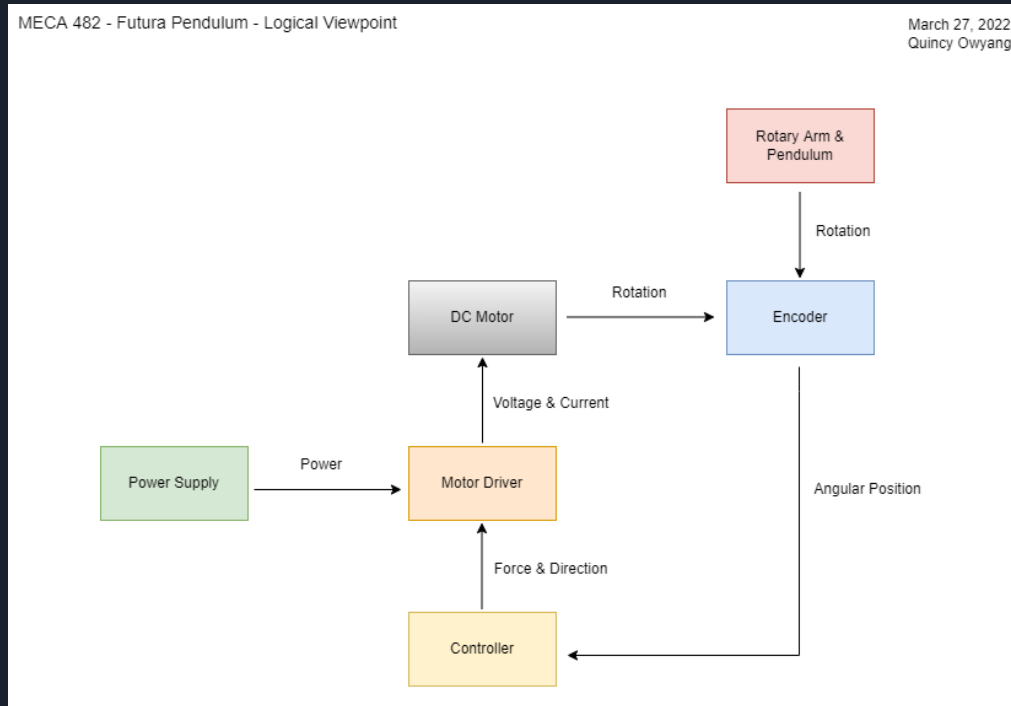 MECA 482 - Futura Pendulum - Logical Viewpoint
March 27, 2022
Quincy Owyang
Rotary Arm &
Pendulum
Rotation
DC Motor
Rotation
Encoder
Voltage & Current
Power Supply
Power
Motor Driver
Angular Position
Force & Direction
Controller